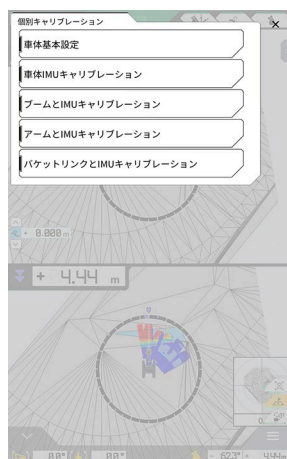 個別キャリブレーション
×
車体基本設定
車体IMUキャリブレーション
ブームとIMUキャリブレーション
アームとIMUキャリブレーション
バケットリンクとIMUキャリブレーション
0.000 m
+ 4.44 m